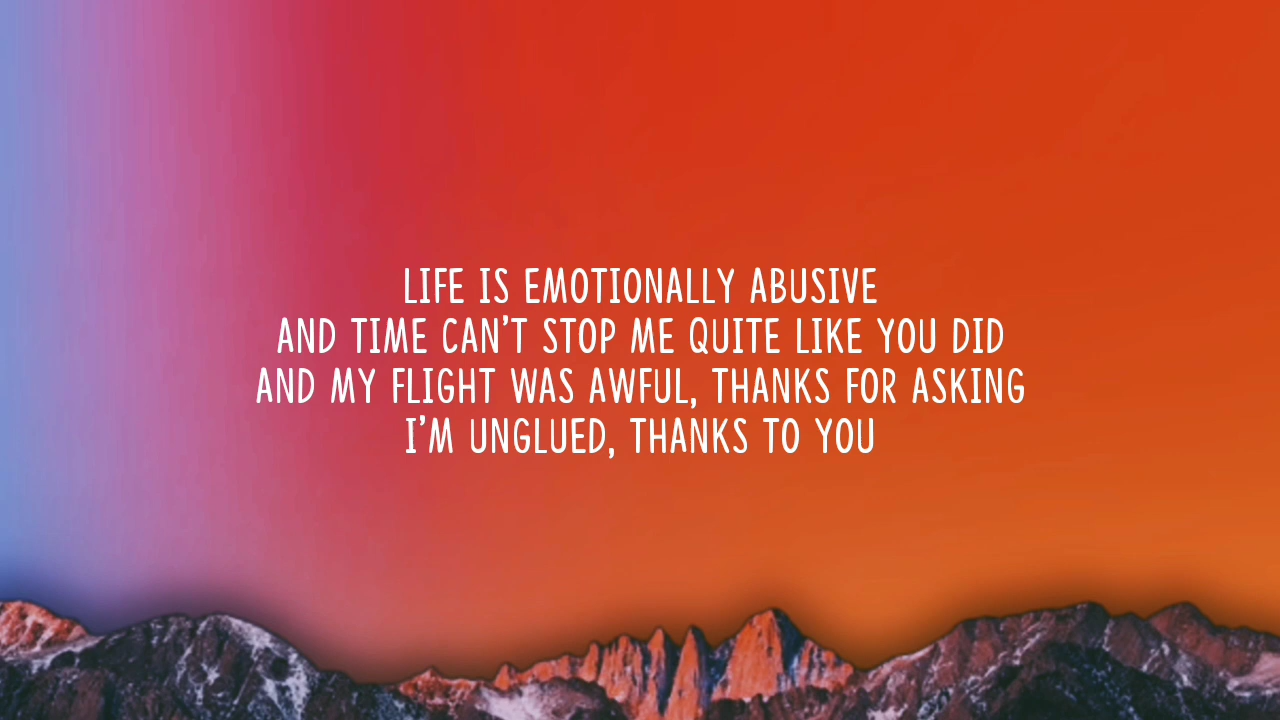 LIFE IS EMOTIONALLY ABUSIVE
AND TIME CAN'T STOP ME QUITE LIKE YOU DID
AND MY FLIGHT WAS AWFUL, THANKS FOR ASKING
I'M UNGLUED, THANKS TO YOU